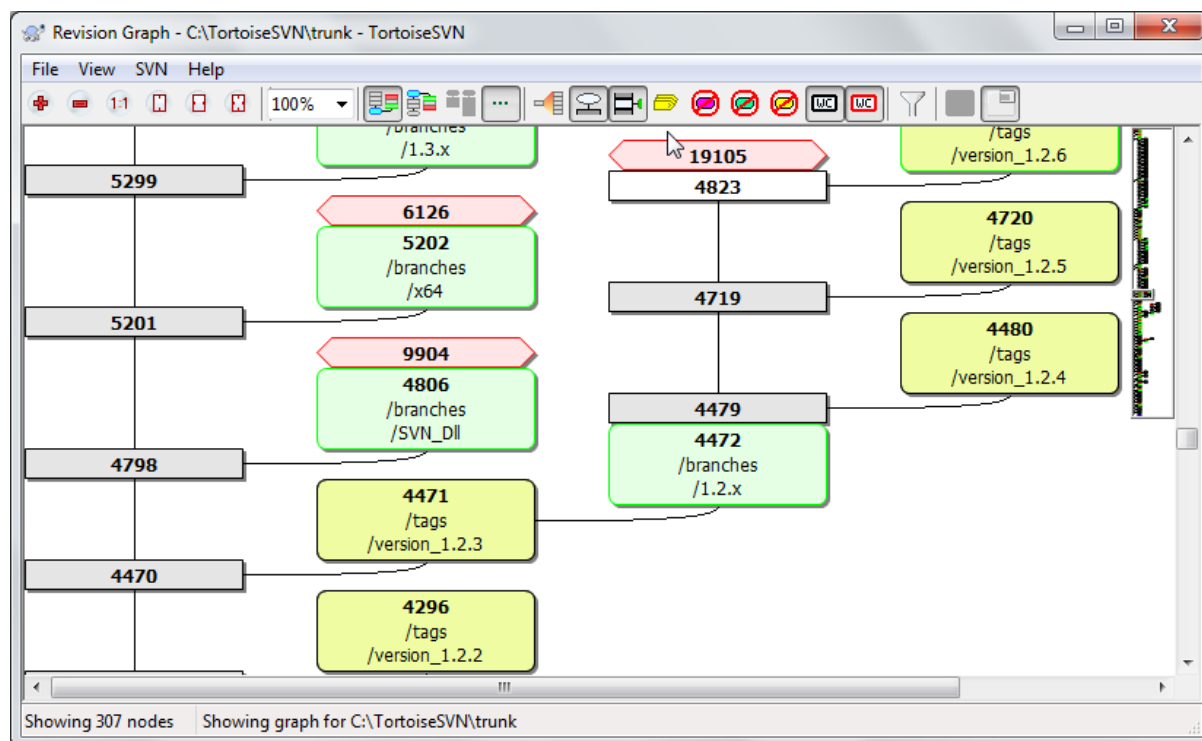 Revision Graph - C:\TortoiseSVN\trunk - TortoiseSVN
File View SVN Help
1:1 100% ... WC WC
/branches
/1.3.x
5299
6126
5202
/branches
/x64
5201
9904
4806
/branches
/SVN_Dll
4798
4471
/tags
/version_1.2.3
4470
4296
/tags
/version_1.2.2
19105
4823
4719
4479
4472
/branches
/1.2.x
/tags
/version_1.2.6
4720
/tags
/version_1.2.5
4480
/tags
/version_1.2.4
Showing 307 nodes
Showing graph for C:\TortoiseSVN\trunk